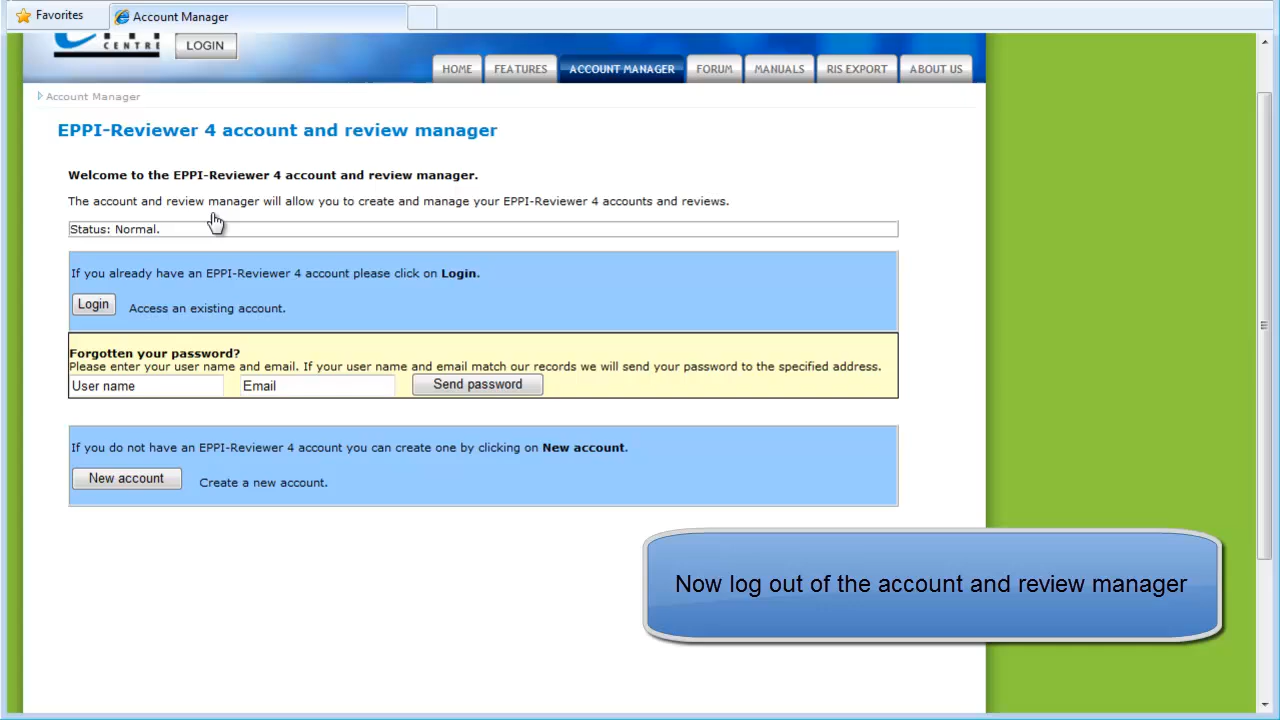 Favorites
Account Manager
CENTRE
LOGIN
HOME
FEATURES
ACCOUNT MANAGER
FORUM
MANUALS
RIS EXPORT
ABOUT US
Account Manager
EPPI-Reviewer 4 account and review manager
Welcome to the EPPI-Reviewer 4 account and review manager.
The account and review manager will allow you to create and manage your EPPI-Reviewer 4 accounts and reviews.
Status: Normal.
If you already have an EPPI-Reviewer 4 account please click on Login.
Login
Access an existing account.
Forgotten your password?
Please enter your user name and email. If your user name and email match our records we will send your password to the specified address.
User name
Email
Send password
If you do not have an EPPI-Reviewer 4 account you can create one by clicking on New account.
New account
Create a new account.
Now log out of the account and review manager